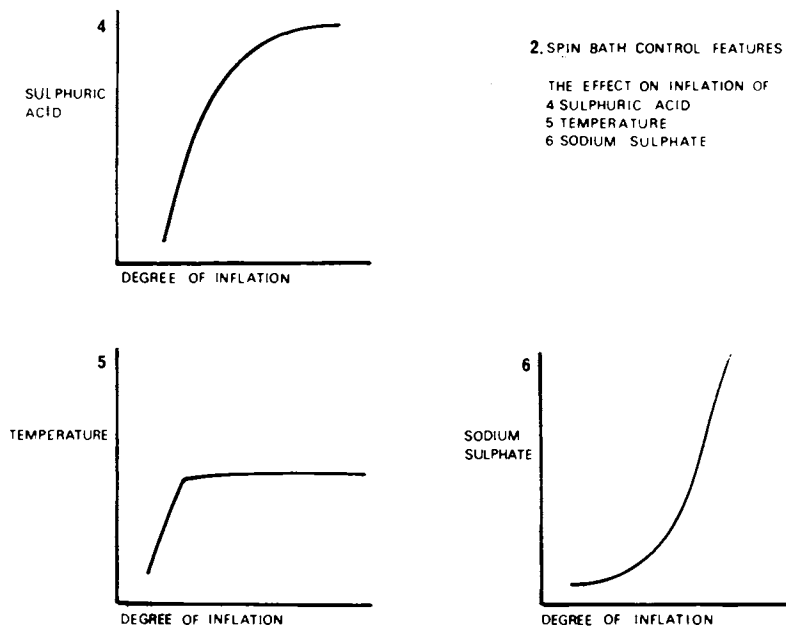 4
SULPHURIC
ACID
DEGREE OF INFLATION
2. SPIN BATH CONTROL FEATURES
THE EFFECT ON INFLATION OF
4 SULPHURIC ACID
5 TEMPERATURE
6 SODIUM SULPHATE
5
TEMPERATURE
DEGREE OF INFLATION
6
SODIUM
SULPHATE
DEGREE OF INFLATION